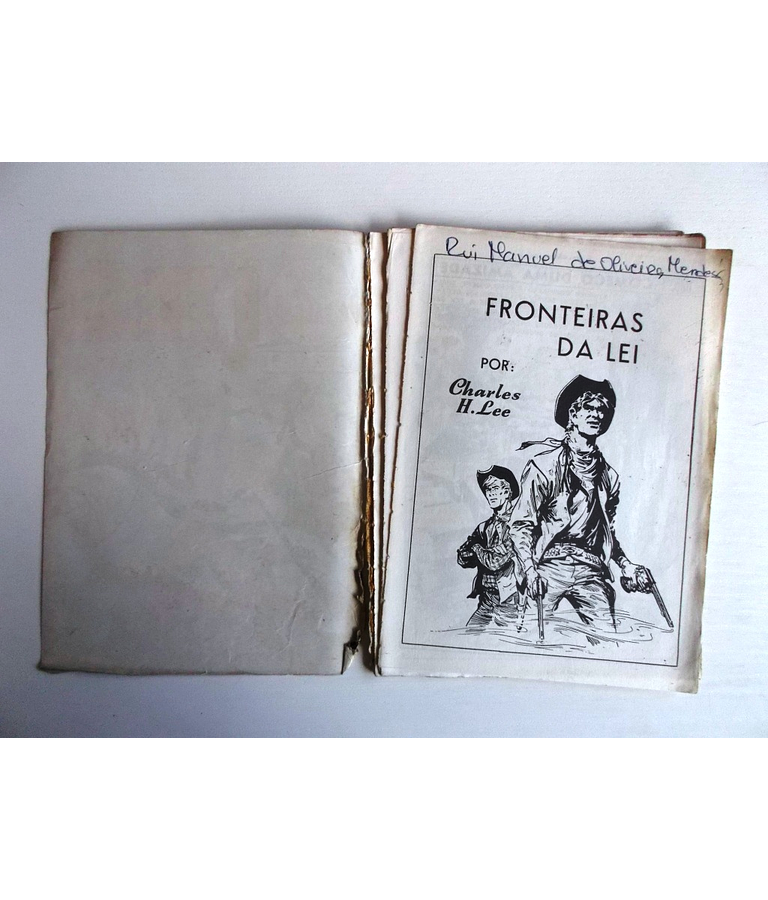 Rui Manuel de Oliveira Mendes
FRONTEIRAS
DA LEI
POR:
Charles
H. Lee